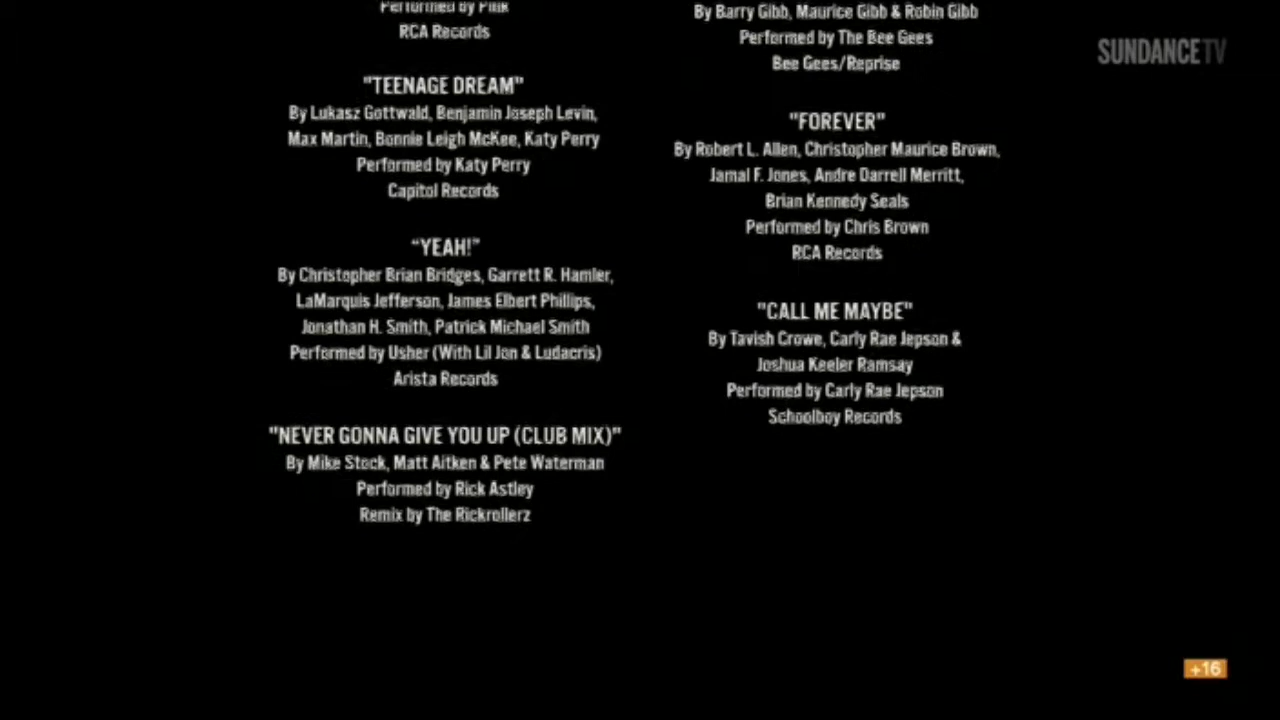 Performed by Pink
RCA Records
"TEENAGE DREAM"
By Lukasz Gottwald, Benjamin Joseph Levin,
Max Martin, Bonnie Leigh McKee, Katy Perry
Performed by Katy Perry
Capitol Records
"YEAH!"
By Christopher Brian Bridges, Garrett R. Hamler,
LaMarquis Jefferson, James Elbert Phillips,
Jonathan H. Smith, Patrick Michael Smith
Performed by Usher (With Lil Jon & Ludacris)
Arista Records
"NEVER GONNA GIVE YOU UP (CLUB MIX)"
By Mike Stock, Matt Aitken & Pete Waterman
Performed by Rick Astley
Remix by The Rickrollerz
By Barry Gibb, Maurice Gibb & Robin Gibb
Performed by The Bee Gees
Bee Gees/Reprise
"FOREVER"
By Robert L. Allen, Christopher Maurice Brown,
Jamal F. Jones, Andre Darrell Merritt,
Brian Kennedy Seals
Performed by Chris Brown
RCA Records
"CALL ME MAYBE"
By Tavish Crowe, Carly Rae Jepson &
Joshua Keeler Ramsay
Performed by Carly Rae Jepson
Schoolboy Records
SUNDANCETV
+16